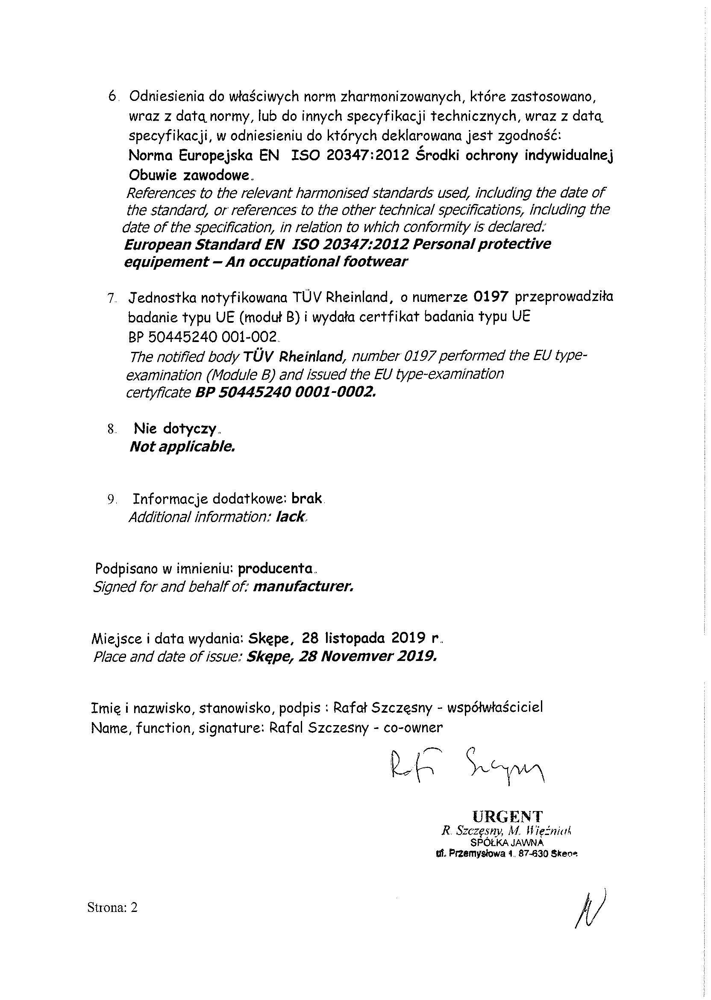 6. Odniesienia do właściwych norm zharmonizowanych, które zastosowano,
wraz z datą normy, lub do innych specyfikacji technicznych, wraz z datą
specyfikacji, w odniesieniu do których deklarowana jest zgodność:
Norma Europejska EN ISO 20347:2012 Środki ochrony indywidualnej
Obuwie zawodowe.
References to the relevant harmonised standards used, including the date of
the standard, or references to the other technical specifications, including the
date of the specification, in relation to which conformity is declared:
European Standard EN ISO 20347:2012 Personal protective
equipement – An occupational footwear
7. Jednostka notyfikowana TÜV Rheinland, o numerze 0197 przeprowadziła
badanie typu UE (moduł B) i wydała certfikat badania typu UE
BP 50445240 001-002.
The notified body TÜV Rheinland, number 0197 performed the EU type-
examination (Module B) and issued the EU type-examination
certyficate BP 50445240 0001-0002.
8. Nie dotyczy.
Not applicable.
9. Informacje dodatkowe: brak.
Additional information: lack.
Podpisano w imnieniu: producenta.
Signed for and behalf of: manufacturer.
Miejsce i data wydania: Skępe, 28 listopada 2019 r.
Place and date of issue: Skępe, 28 Novemver 2019.
Imię i nazwisko, stanowisko, podpis : Rafał Szczęsny - współwłaściciel
Name, function, signature: Rafal Szczesny - co-owner
URGENT
R. Szczęsny, M. Więźniak
SPÓŁKA JAWNA
ul. Przemysłowa 1, 87-630 Skępe
Strona: 2